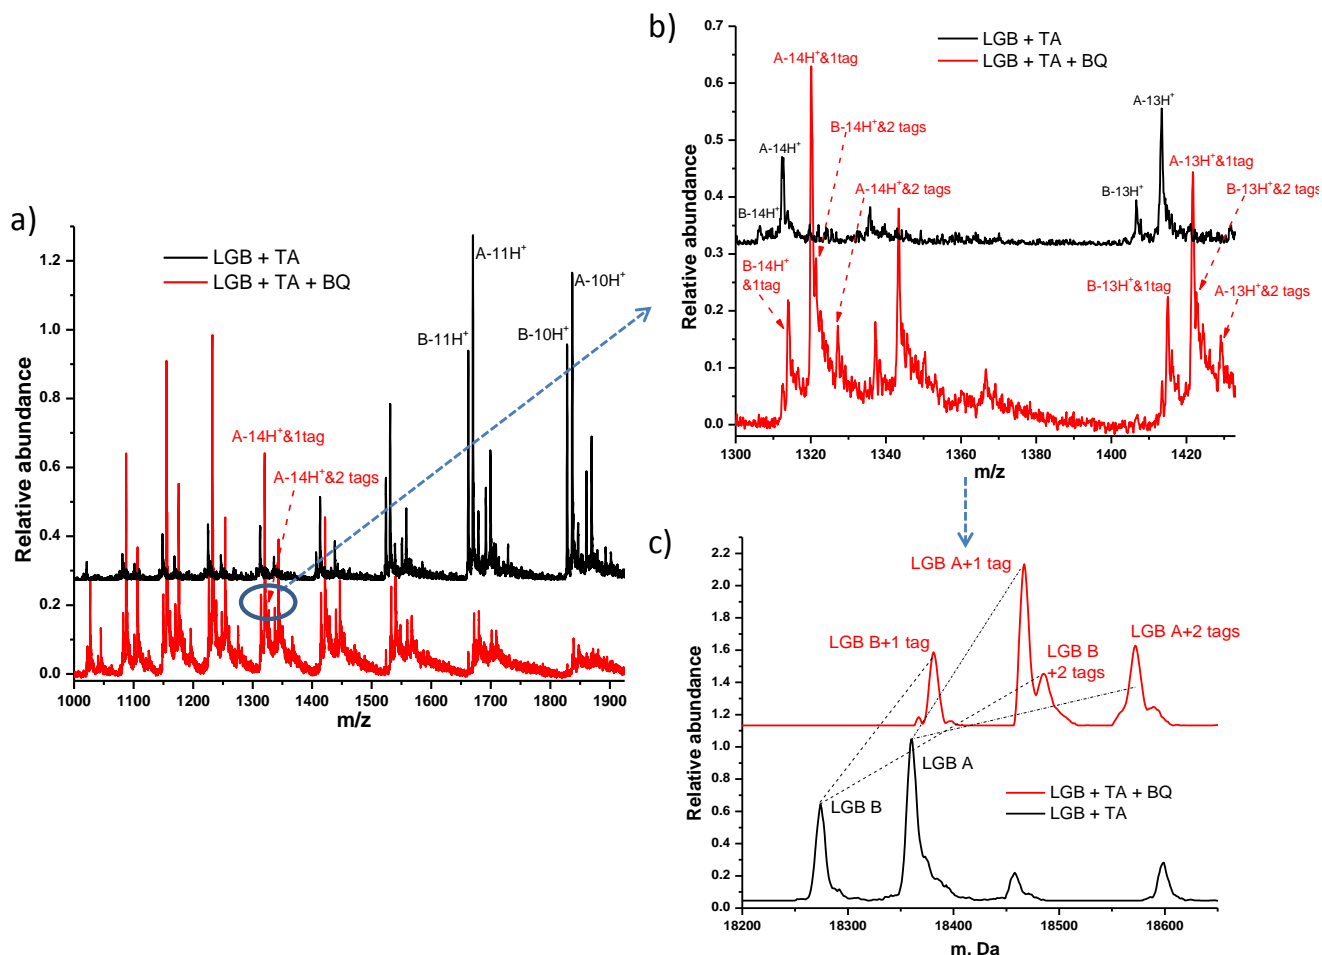 a)
LGB + TA
LGB + TA + BQ
A-11H⁺
A-10H⁺
B-11H⁺
B-10H⁺
A-14H⁺&1tag
A-14H⁺&2 tags
Relative abundance
1.2
1.0
0.8
0.6
0.4
0.2
0.0
1000 1100 1200 1300 1400 1500 1600 1700 1800 1900
m/z
b)
LGB + TA
LGB + TA + BQ
A-14H⁺&1tag
B-14H⁺&2 tags
A-14H⁺
A-14H⁺&2 tags
B-14H⁺
A-13H⁺
A-13H⁺&1tag
B-13H⁺
B-13H⁺&2 tags
B-14H⁺
&1tag
B-13H⁺&1tag
A-13H⁺&2 tags
Relative abundance
0.7
0.6
0.5
0.4
0.3
0.2
0.1
0.0
1300 1320 1340 1360 1380 1400 1420
m/z
c)
LGB A+1 tag
LGB B+1 tag
LGB B
+2 tags
LGB A+2 tags
LGB A
LGB B
LGB + TA + BQ
LGB + TA
Relative abundance
2.2
2.0
1.8
1.6
1.4
1.2
1.0
0.8
0.6
0.4
0.2
0.0
18200 18300 18400 18500 18600
m, Da